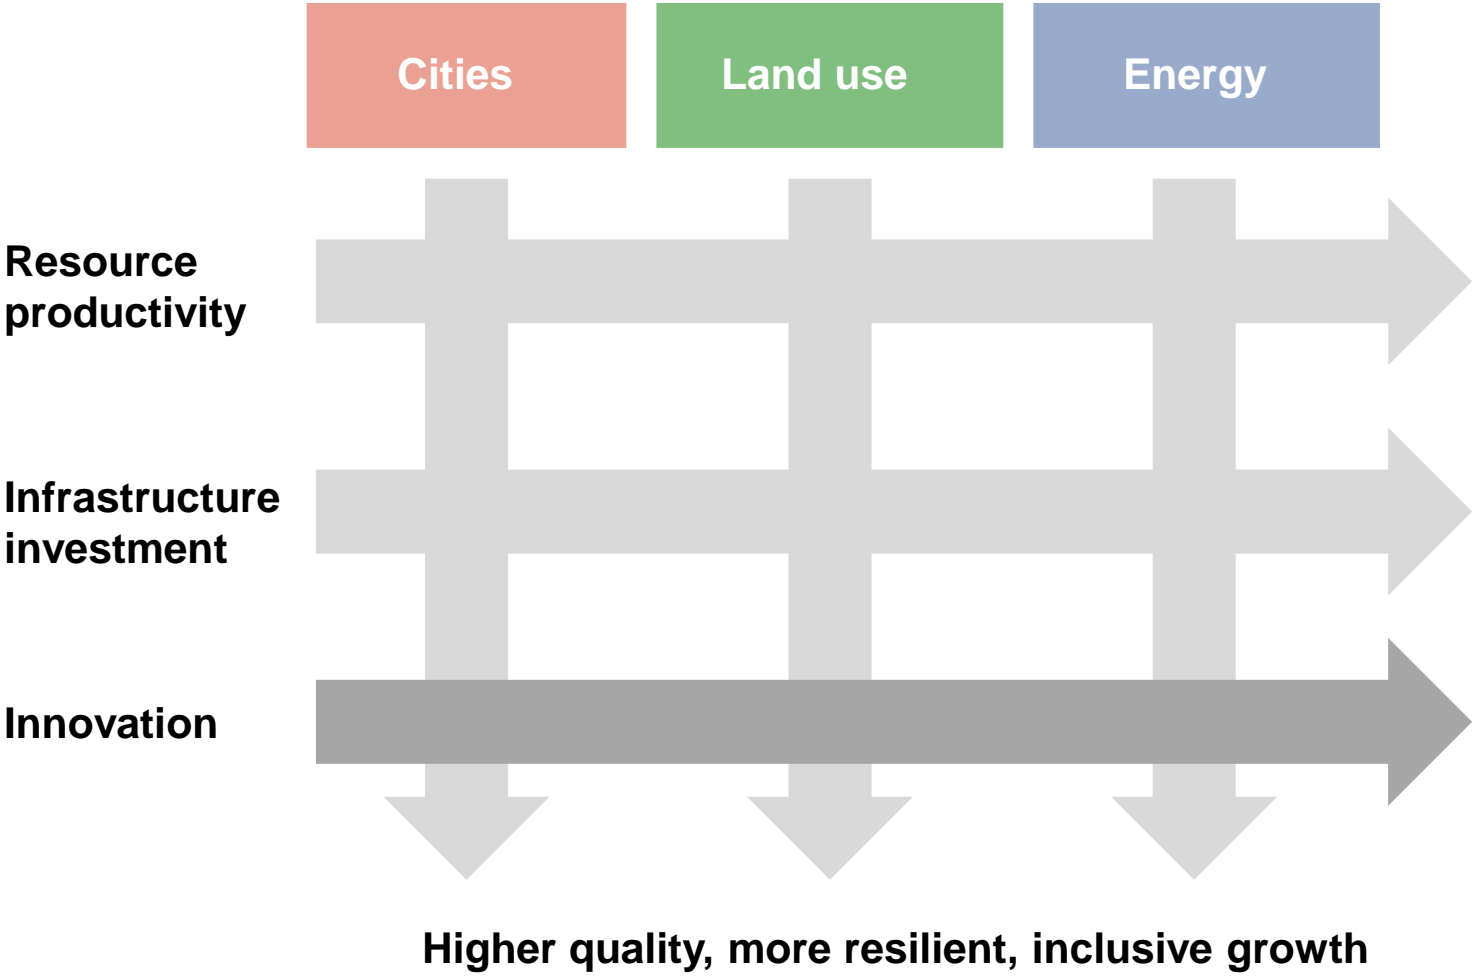 Cities
Land use
Energy
Resource
productivity
Infrastructure
investment
Innovation
Higher quality, more resilient, inclusive growth